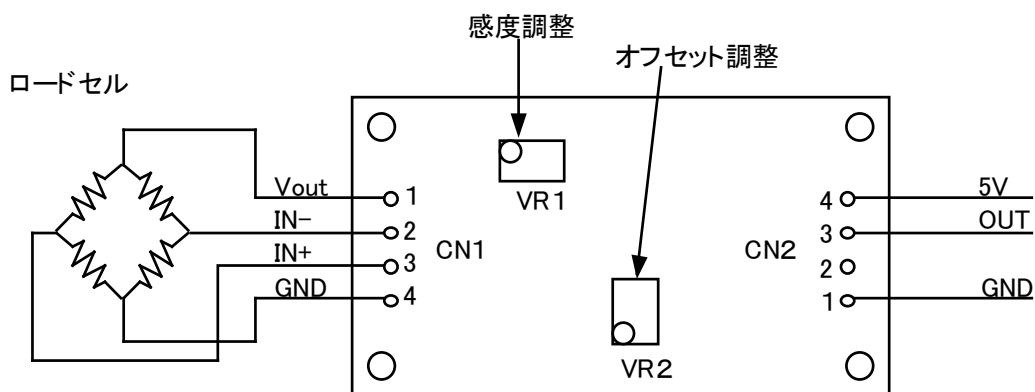 感度調整
オフセット調整
ロードセル
VR1
Vout 1
IN- 2
IN+ 3
GND 4
CN1
CN2
4 5V
3 OUT
2
1 GND
VR2